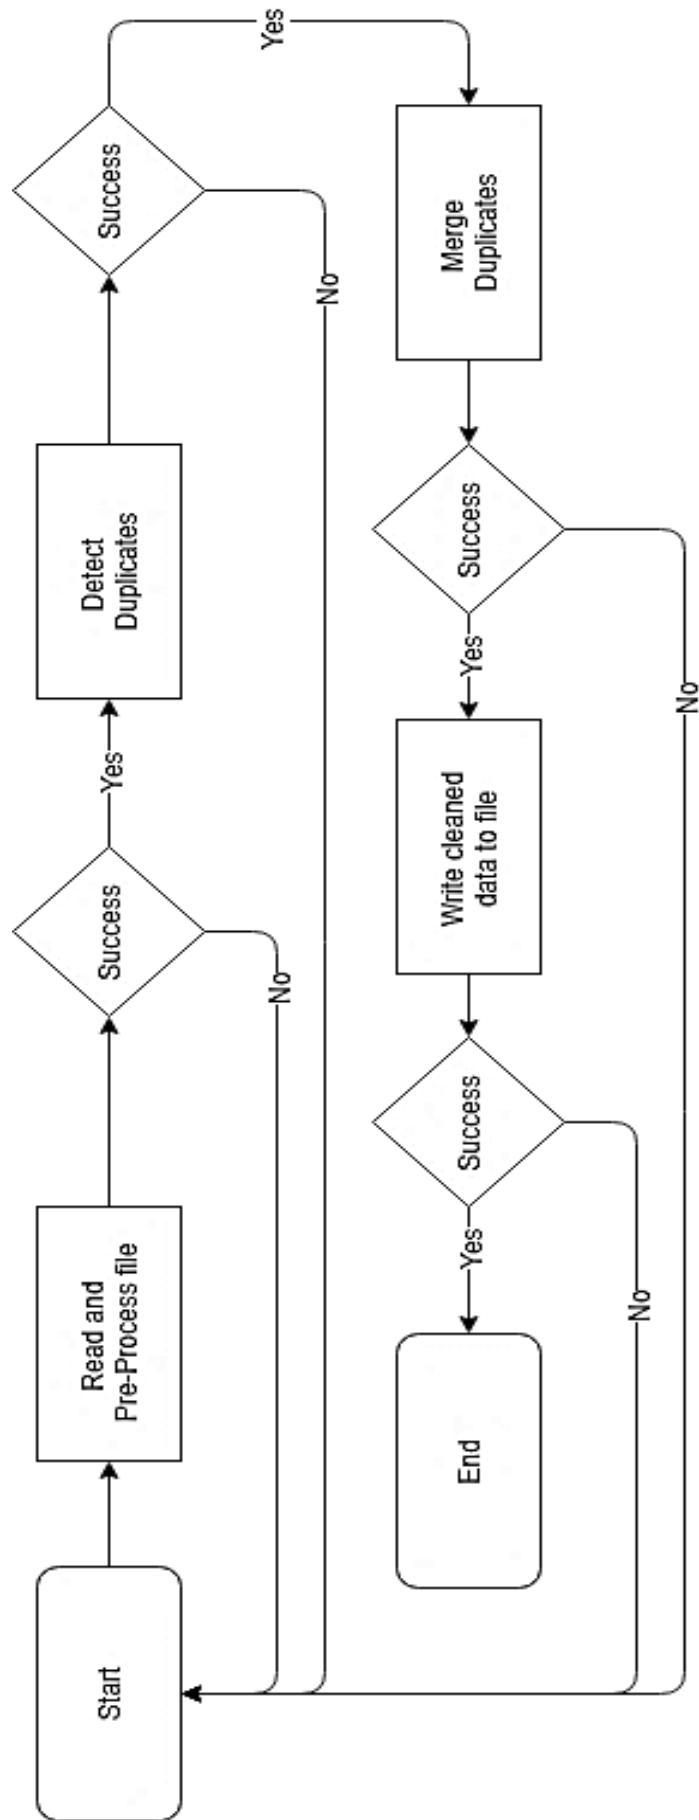 Start
Read and
Pre-Process file
Success
Yes
No
Detect
Duplicates
Success
Yes
No
Merge
Duplicates
Success
Yes
No
Write cleaned
data to file
Success
Yes
No
End